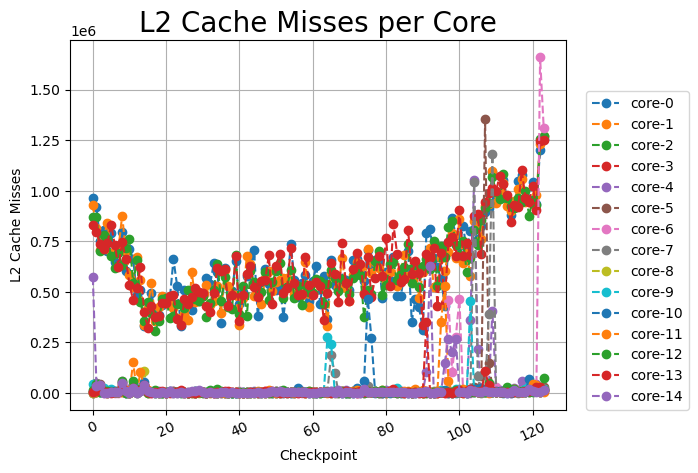 L2 Cache Misses per Core
1e6
1.50
1.25
1.00
0.75
0.50
0.25
0.00
L2 Cache Misses
0
20
40
60
80
100
120
Checkpoint
core-0
core-1
core-2
core-3
core-4
core-5
core-6
core-7
core-8
core-9
core-10
core-11
core-12
core-13
core-14